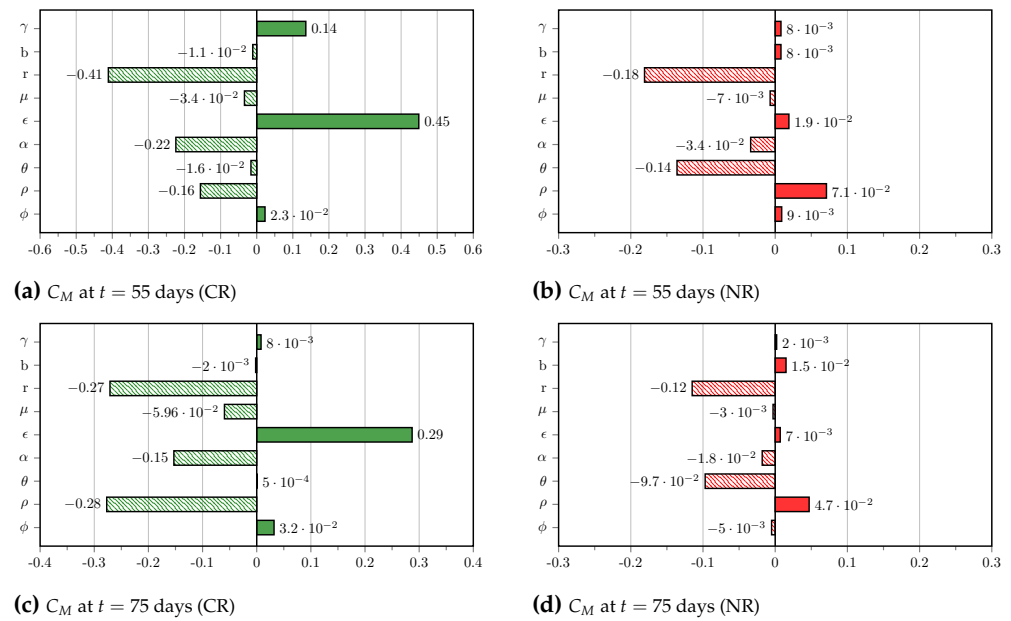 γ 0.14
b −1.1 · 10−2
r −0.41
μ −3.4 · 10−2
ϵ 0.45
α −0.22
θ −1.6 · 10−2
ρ −0.16
ϕ 2.3 · 10−2
-0.6 -0.5 -0.4 -0.3 -0.2 -0.1 0 0.1 0.2 0.3 0.4 0.5 0.6
(a) C_M at t = 55 days (CR)
8 · 10−3
8 · 10−3
r −0.18
μ −7 · 10−3
ϵ 1.9 · 10−2
α −3.4 · 10−2
θ −0.14
ρ 7.1 · 10−2
ϕ 9 · 10−3
-0.3 -0.2 -0.1 0 0.1 0.2 0.3
(b) C_M at t = 55 days (NR)
γ 8 · 10−3
b −2 · 10−3
r −0.27
μ −5.96 · 10−2
ϵ 0.29
α −0.15
θ 5 · 10−4
ρ −0.28
ϕ 3.2 · 10−2
-0.4 -0.3 -0.2 -0.1 0 0.1 0.2 0.3 0.4
(c) C_M at t = 75 days (CR)
γ 2 · 10−3
b 1.5 · 10−2
r −0.12
μ −3 · 10−3
ϵ 7 · 10−3
α −1.8 · 10−2
θ −9.7 · 10−2
ρ 4.7 · 10−2
ϕ −5 · 10−3
-0.3 -0.2 -0.1 0 0.1 0.2 0.3
(d) C_M at t = 75 days (NR)